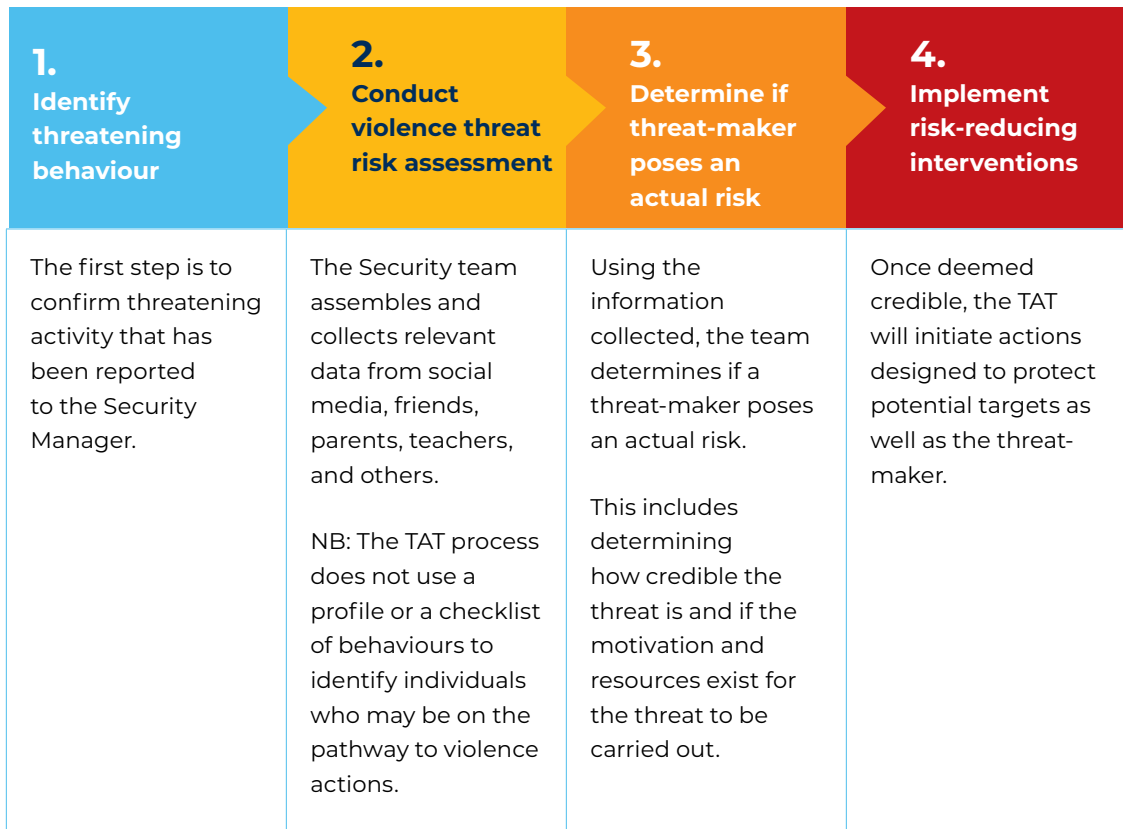 1.
Identify
threatening
behaviour
The first step is to
confirm threatening
activity that has
been reported
to the Security
Manager.
2.
Conduct
violence threat
risk assessment
The Security team
assembles and
collects relevant
data from social
media, friends,
parents, teachers,
and others.
NB: The TAT process
does not use a
profile or a checklist
of behaviours to
identify individuals
who may be on the
pathway to violence
actions.
3.
Determine if
threat-maker
poses an
actual risk
Using the
information
collected, the team
determines if a
threat-maker poses
an actual risk.
This includes
determining
how credible the
threat is and if the
motivation and
resources exist for
the threat to be
carried out.
4.
Implement
risk-reducing
interventions
Once deemed
credible, the TAT
will initiate actions
designed to protect
potential targets as
well as the threat-
maker.